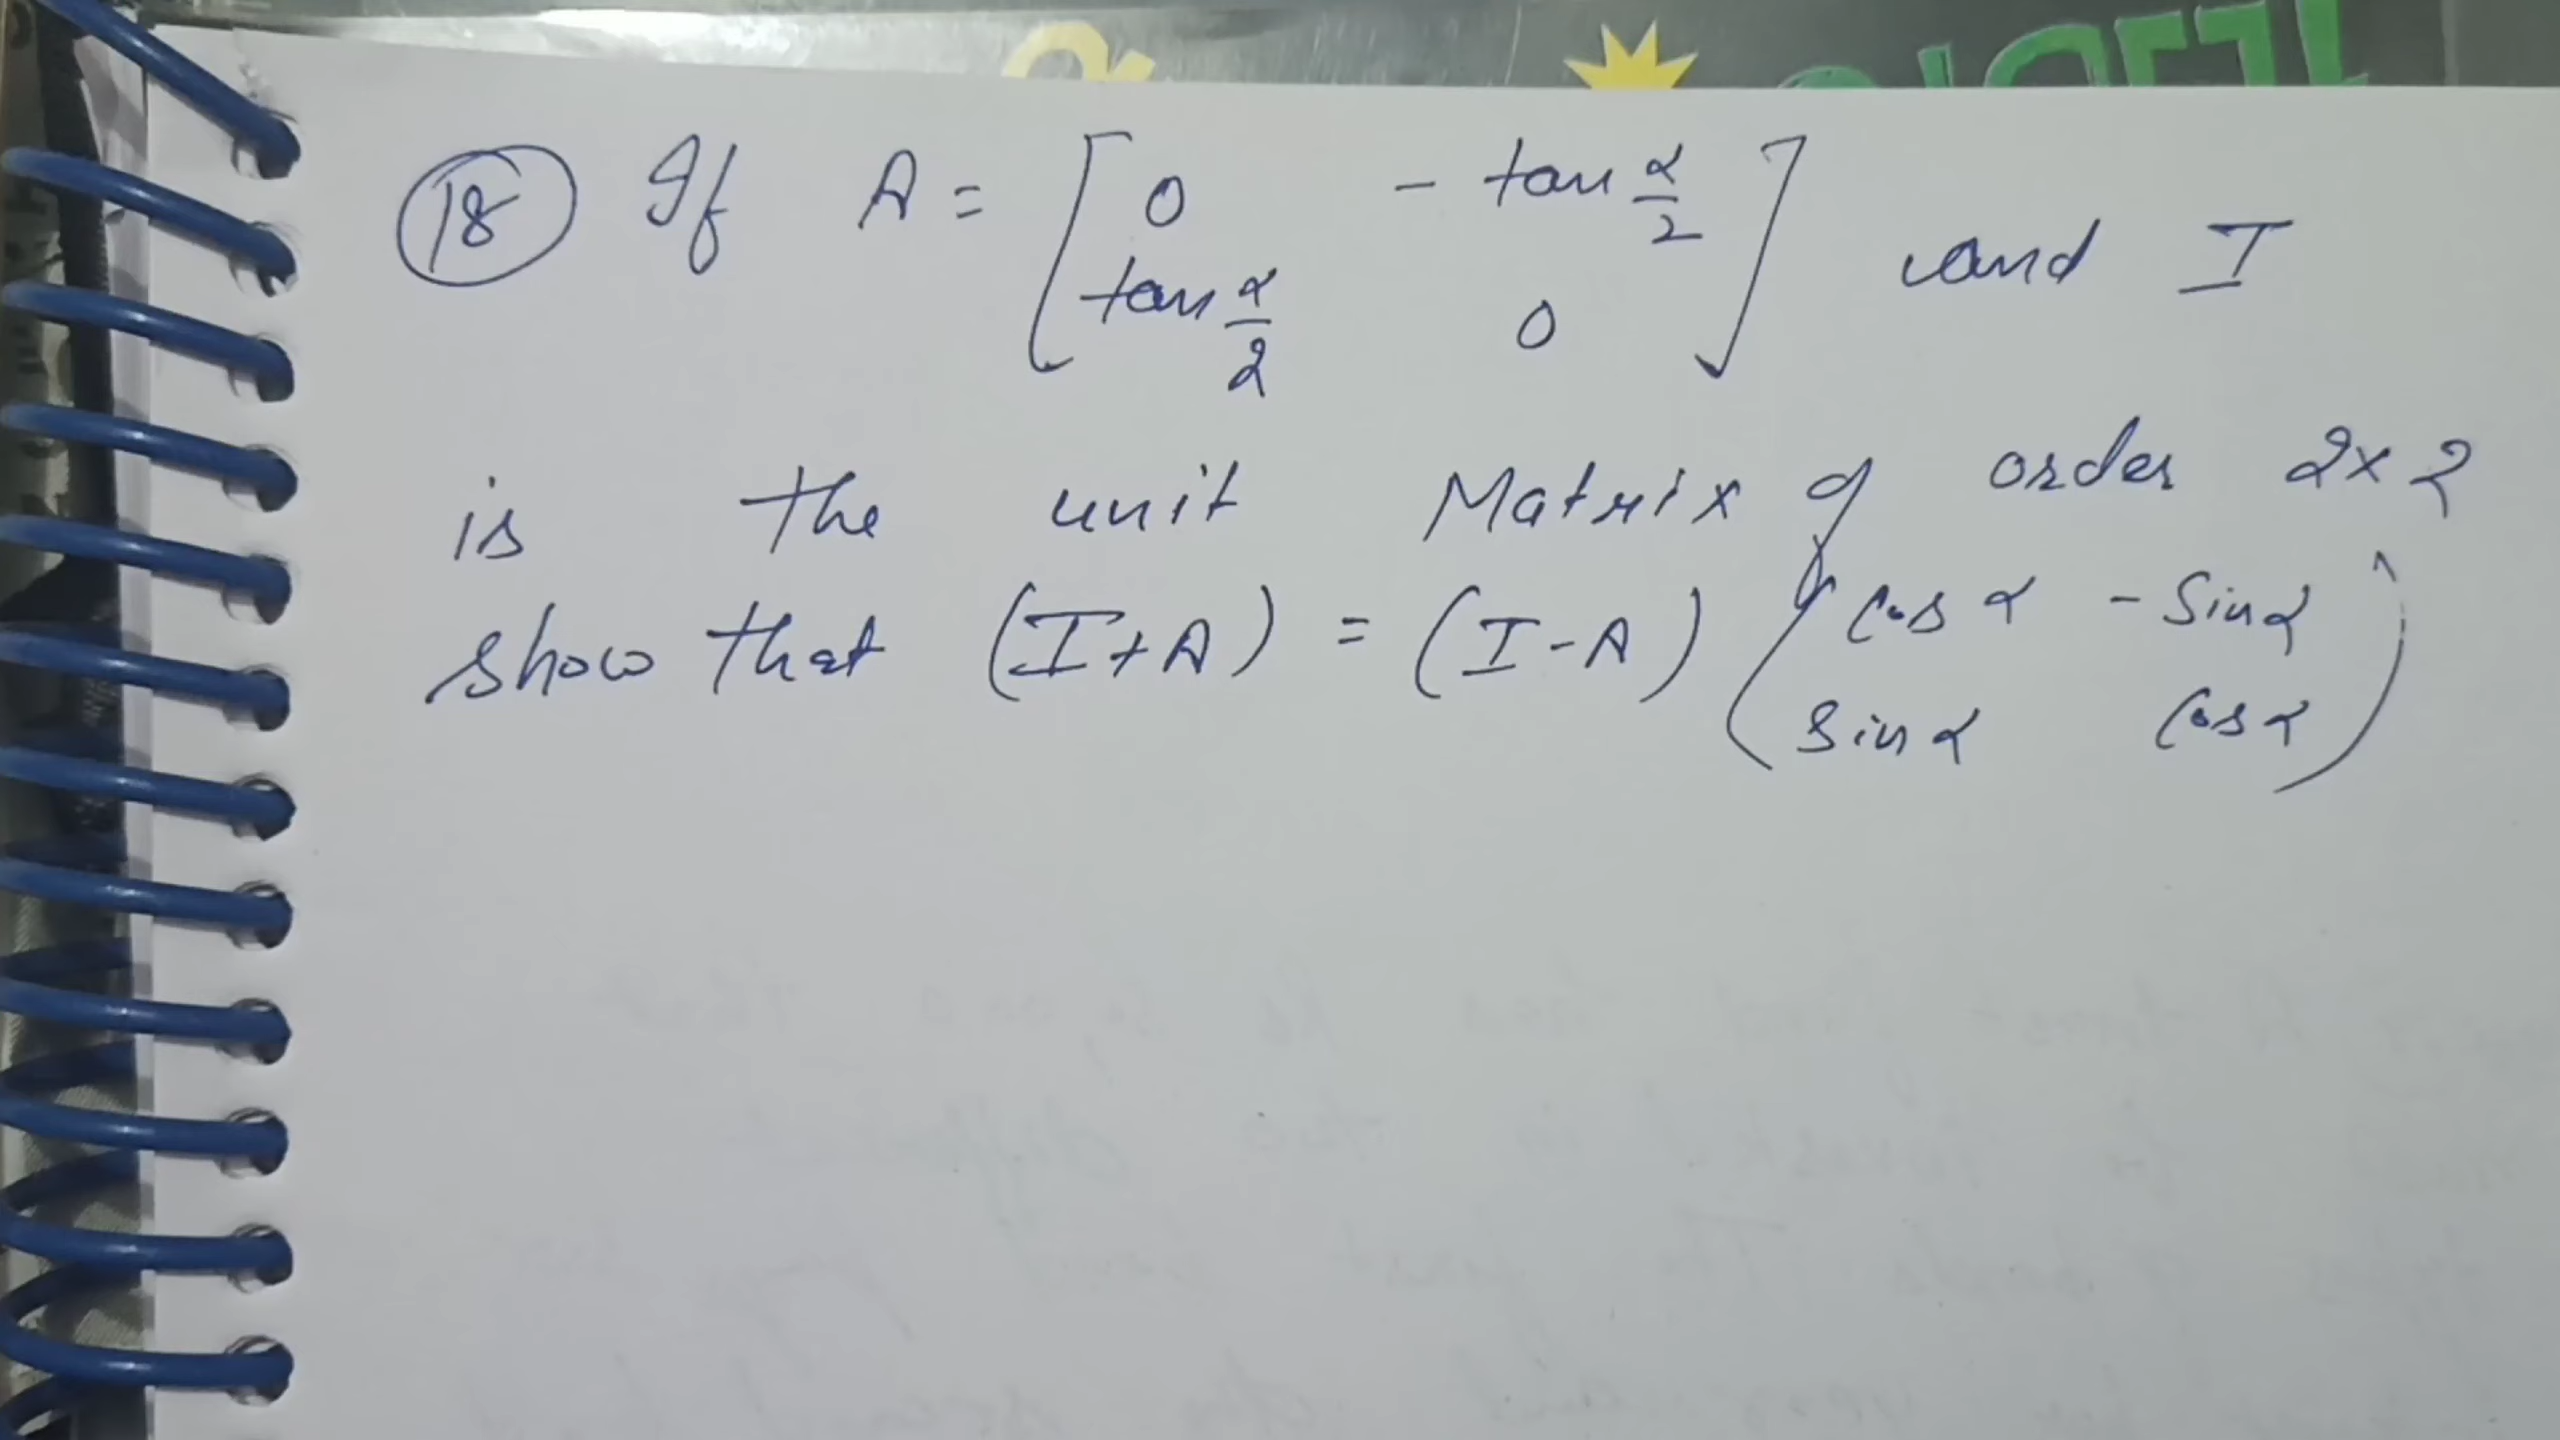 18 If A = [ 0 - tan α/2
tan α/2 0 ] and I
is the unit Matrix of order 2×2
show that (I+A) = (I-A) ( cos α - Sin α
Sin α Cos α )